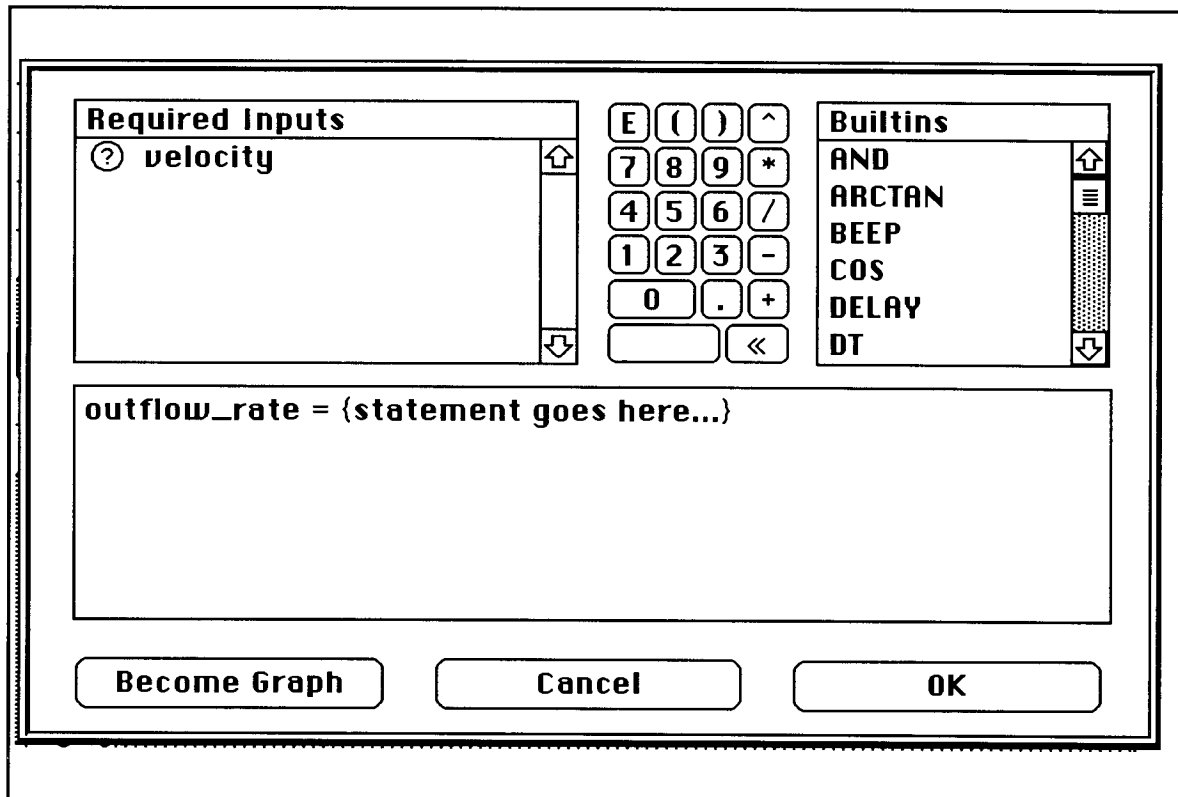 Required Inputs
? velocity
E ( ) ^
7 8 9 *
4 5 6 /
1 2 3 -
0 . +
«
Builtins
AND
ARCTAN
BEEP
COS
DELAY
DT
outflow_rate = {statement goes here...}
Become Graph
Cancel
OK